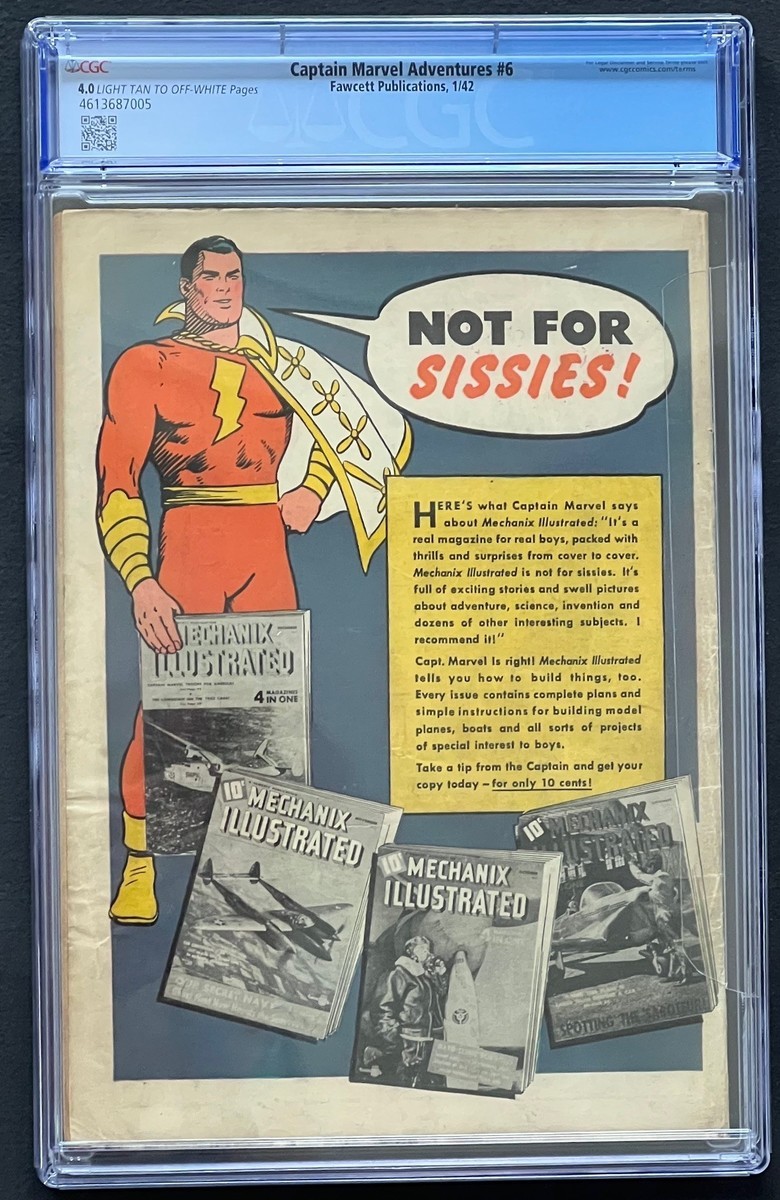 CGC
Captain Marvel Adventures #6
www.cgccomics.com/terms
4.0 LIGHT TAN TO OFF-WHITE Pages
Fawcett Publications, 1/42
4613687005
CGC
NOT FOR
SISSIES!
HERE'S what Captain Marvel says
about Mechanix Illustrated: "It's a
real magazine for real boys, packed with
thrills and surprises from cover to cover.
Mechanix Illustrated is not for sissies. It's
full of exciting stories and swell pictures
about adventure, science, invention and
dozens of other interesting subjects. I
recommend it!"
Capt. Marvel is right! Mechanix Illustrated
tells you how to build things, too.
Every issue contains complete plans and
simple instructions for building model
planes, boats and all sorts of projects
of special interest to boys.
Take a tip from the Captain and get your
copy today – for only 10 cents!
MECHANIX
ILLUSTRATED
4 MAGAZINES
IN ONE
10¢ MECHANIX
ILLUSTRATED
10¢ MECHANIX
ILLUSTRATED
10¢ MECHANIX
ILLUSTRATED
SPOTTING THE SABOTEUR